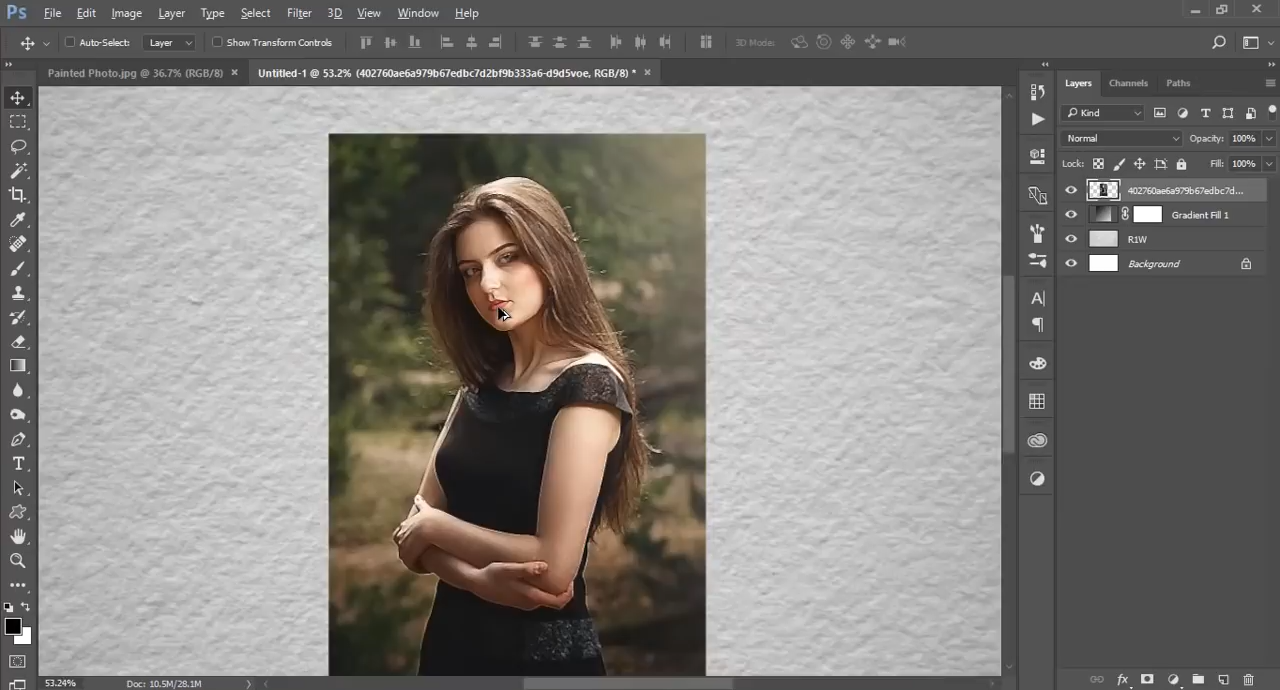 Ps File Edit Image Layer Type Select Filter 3D View Window Help
Auto-Select: Layer Show Transform Controls 3D Mode:
Painted Photo.jpg @ 36.7% (RGB/8) × Untitled-1 @ 53.2% (402760ae6a979b67edbc7d2bf9b333a6-d9d5voe, RGB/8) * ×
Layers Channels Paths
Kind
Normal Opacity: 100%
Lock: Fill: 100%
402760ae6a979b67edbc7d...
Gradient Fill 1
R1W
Background
53.24% Doc: 10.5M/28.1M